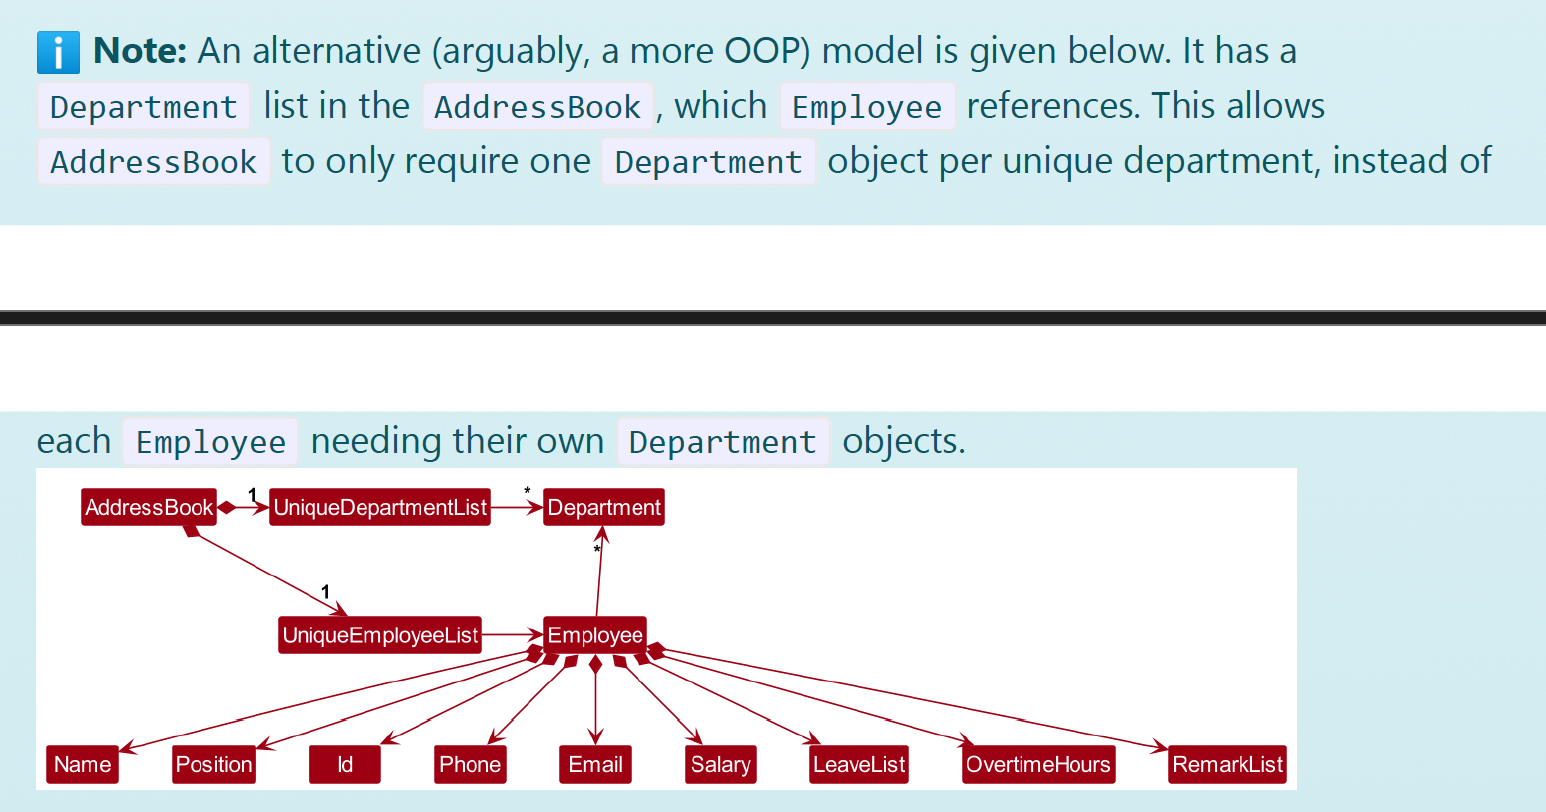 ℹ Note: An alternative (arguably, a more OOP) model is given below. It has a
Department list in the AddressBook, which Employee references. This allows
AddressBook to only require one Department object per unique department, instead of
each Employee needing their own Department objects.
AddressBook 1 UniqueDepartmentList * Department
*
1
UniqueEmployeeList Employee
Name Position Id Phone Email Salary LeaveList OvertimeHours RemarkList